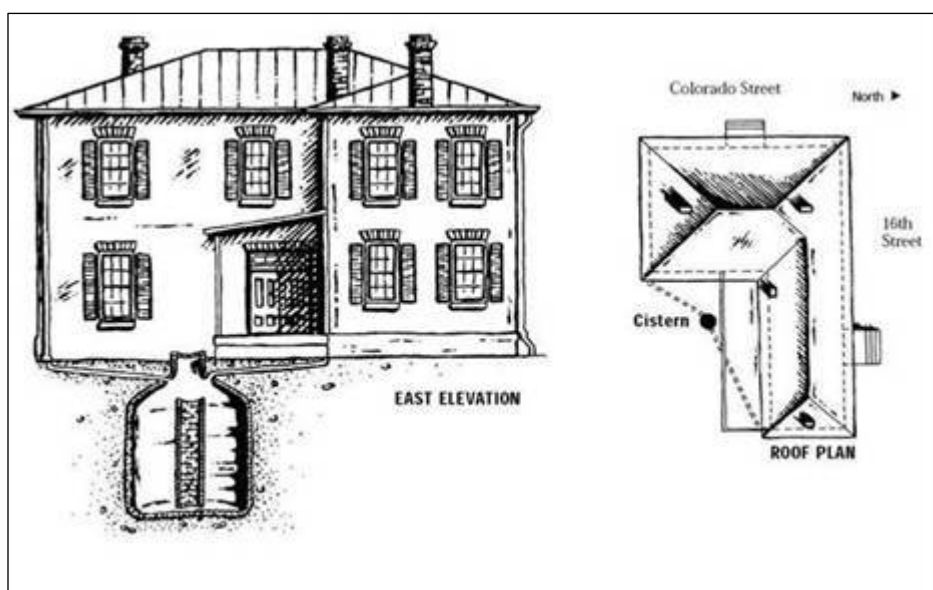 Colorado Street
North
16th
Street
Cistern
EAST ELEVATION
ROOF PLAN